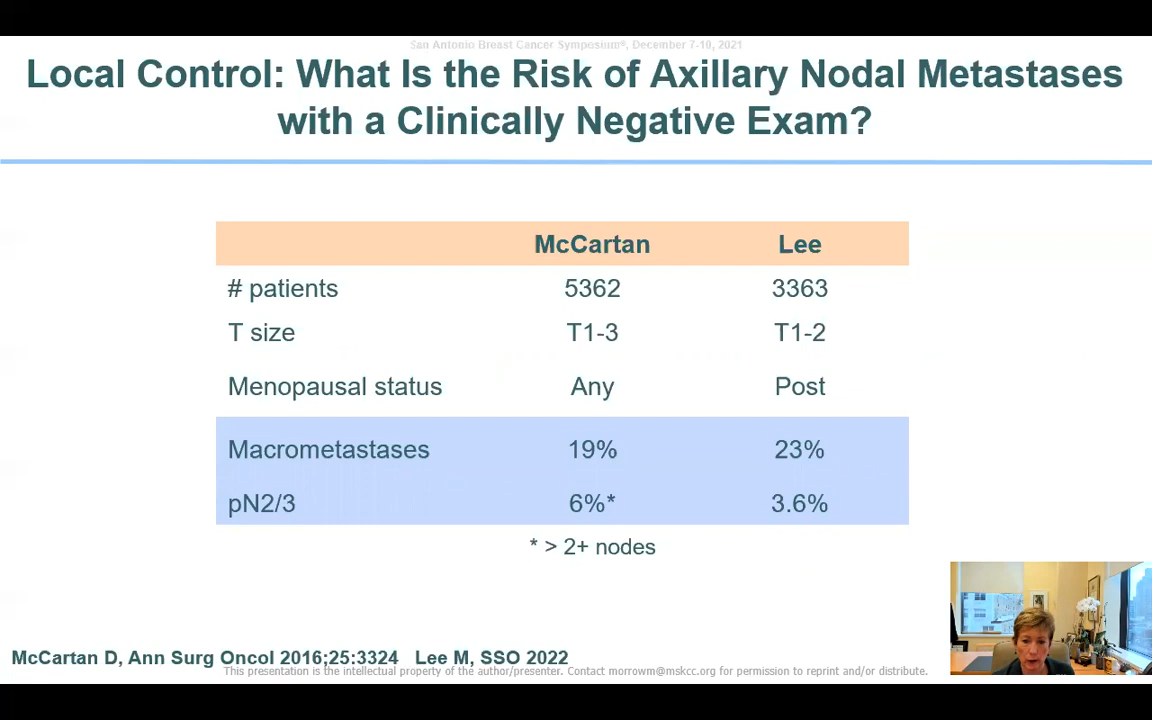 San Antonio Breast Cancer Symposium®, December 7-10, 2021
Local Control: What Is the Risk of Axillary Nodal Metastases
with a Clinically Negative Exam?
McCartan Lee
# patients 5362 3363
T size T1-3 T1-2
Menopausal status Any Post
Macrometastases 19% 23%
pN2/3 6%* 3.6%
* > 2+ nodes
McCartan D, Ann Surg Oncol 2016;25:3324 Lee M, SSO 2022
This presentation is the intellectual property of the author/presenter. Contact morrowm@mskcc.org for permission to reprint and/or distribute.